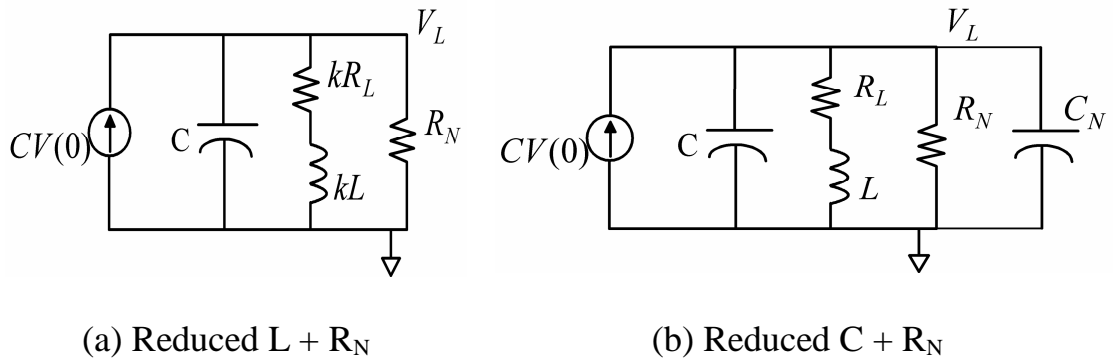 V_L
kR_L
R_N
CV(0)
C
kL
(a) Reduced L + R_N
V_L
R_L
R_N
C_N
CV(0)
C
L
(b) Reduced C + R_N